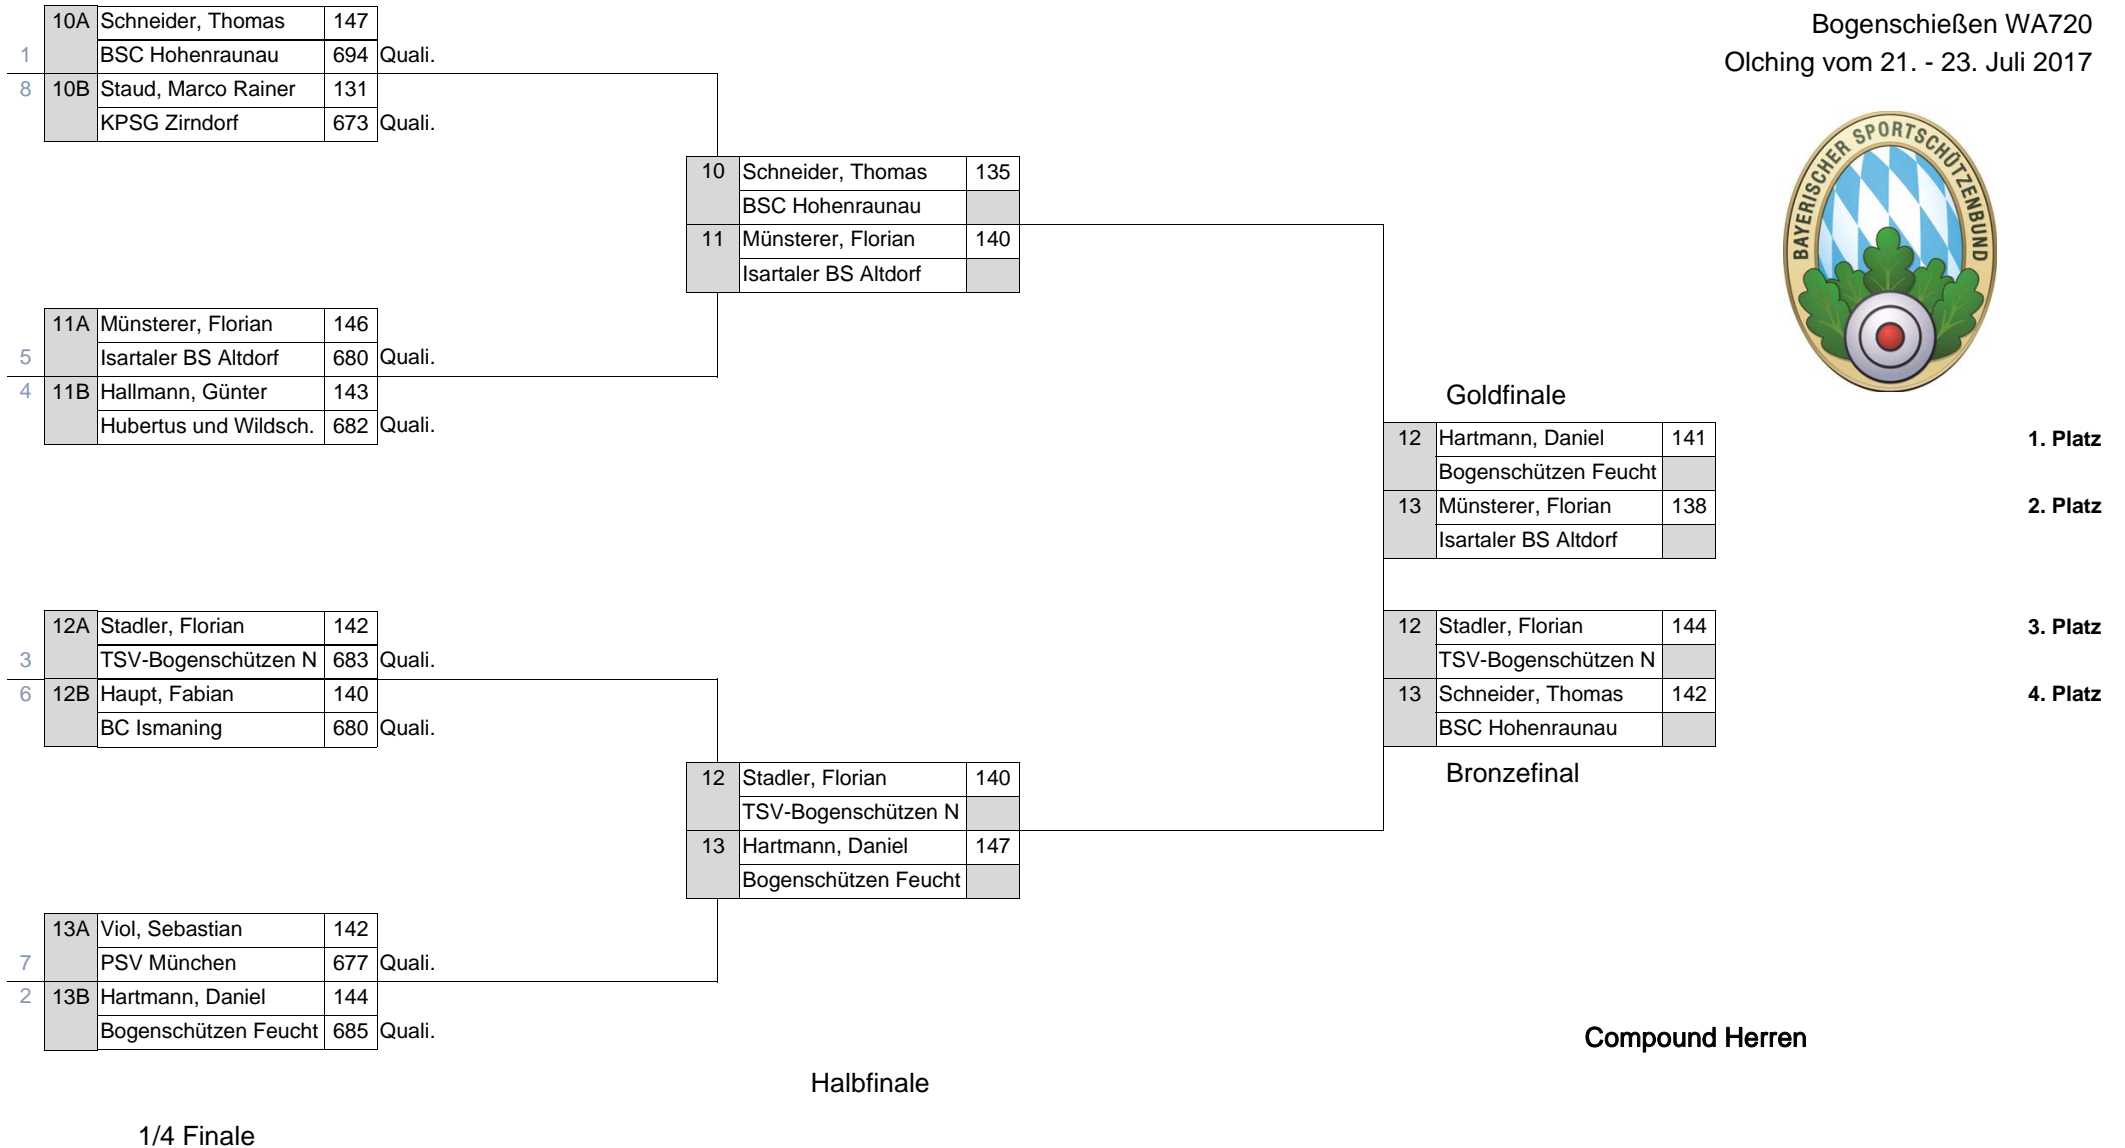 Bogenschießen WA720
Olching vom 21. - 23. Juli 2017
BAYERISCHER SPORTSCHÜTZENBUND
10A Schneider, Thomas 147
1 BSC Hohenraunau 694 Quali.
8 10B Staud, Marco Rainer 131
KPSG Zirndorf 673 Quali.
10 Schneider, Thomas 135
BSC Hohenraunau
11 Münsterer, Florian 140
Isartaler BS Altdorf
11A Münsterer, Florian 146
5 Isartaler BS Altdorf 680 Quali.
4 11B Hallmann, Günter 143
Hubertus und Wildsch. 682 Quali.
Goldfinale
12 Hartmann, Daniel 141 1. Platz
Bogenschützen Feucht
13 Münsterer, Florian 138 2. Platz
Isartaler BS Altdorf
12A Stadler, Florian 142
3 TSV-Bogenschützen N 683 Quali.
6 12B Haupt, Fabian 140
BC Ismaning 680 Quali.
12 Stadler, Florian 144 3. Platz
TSV-Bogenschützen N
13 Schneider, Thomas 142 4. Platz
BSC Hohenraunau
Bronzefinal
12 Stadler, Florian 140
TSV-Bogenschützen N
13 Hartmann, Daniel 147
Bogenschützen Feucht
13A Viol, Sebastian 142
7 PSV München 677 Quali.
2 13B Hartmann, Daniel 144
Bogenschützen Feucht 685 Quali.
Compound Herren
Halbfinale
1/4 Finale